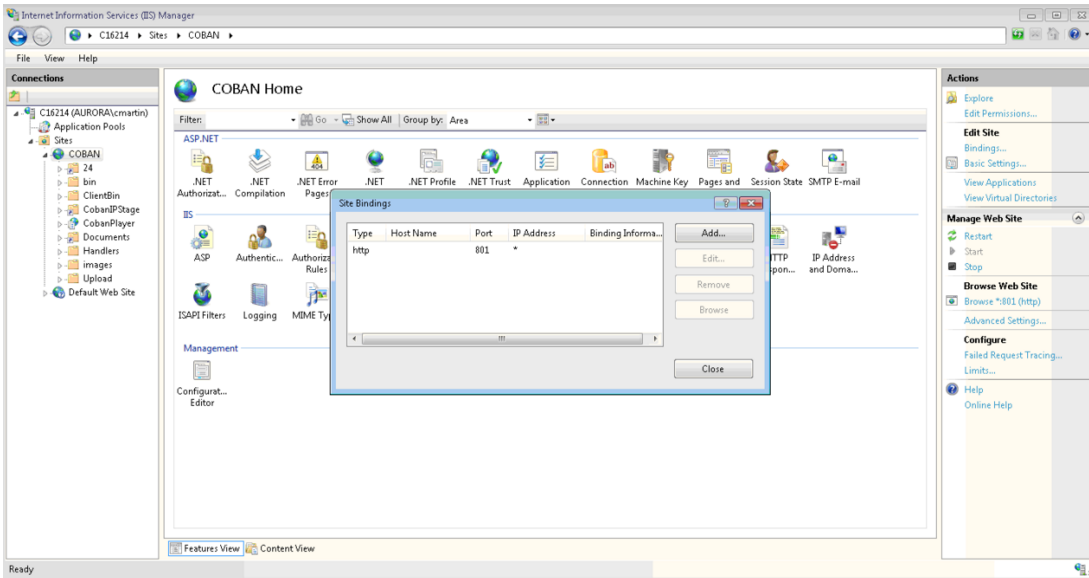 Internet Information Services (IIS) Manager
C16214 Sites COBAN
File View Help
Connections
C16214 (AURORA\cmartin)
Application Pools
Sites
COBAN
24
bin
ClientBin
CobanIPStage
CobanPlayer
Documents
Handlers
images
Upload
Default Web Site
COBAN Home
Filter: Go Show All Group by: Area
ASP.NET
.NET Authorizat...
.NET Compilation
.NET Error Pages
.NET
.NET Profile
.NET Trust
Application
Connection
Machine Key
Pages and
Session State
SMTP E-mail
IIS
ASP
Authentic...
Authoriza
Rules
IP Address and Doma...
ISAPI Filters
Logging
MIME Ty
Management
Configurat... Editor
Site Bindings
Type Host Name Port IP Address Binding Informa...
http 801 *
Add...
Edit...
Remove
Browse
Close
Features View Content View
Ready
Actions
Explore
Edit Permissions...
Edit Site
Bindings...
Basic Settings...
View Applications
View Virtual Directories
Manage Web Site
Restart
Start
Stop
Browse Web Site
Browse *:801 (http)
Advanced Settings...
Configure
Failed Request Tracing...
Limits...
Help
Online Help